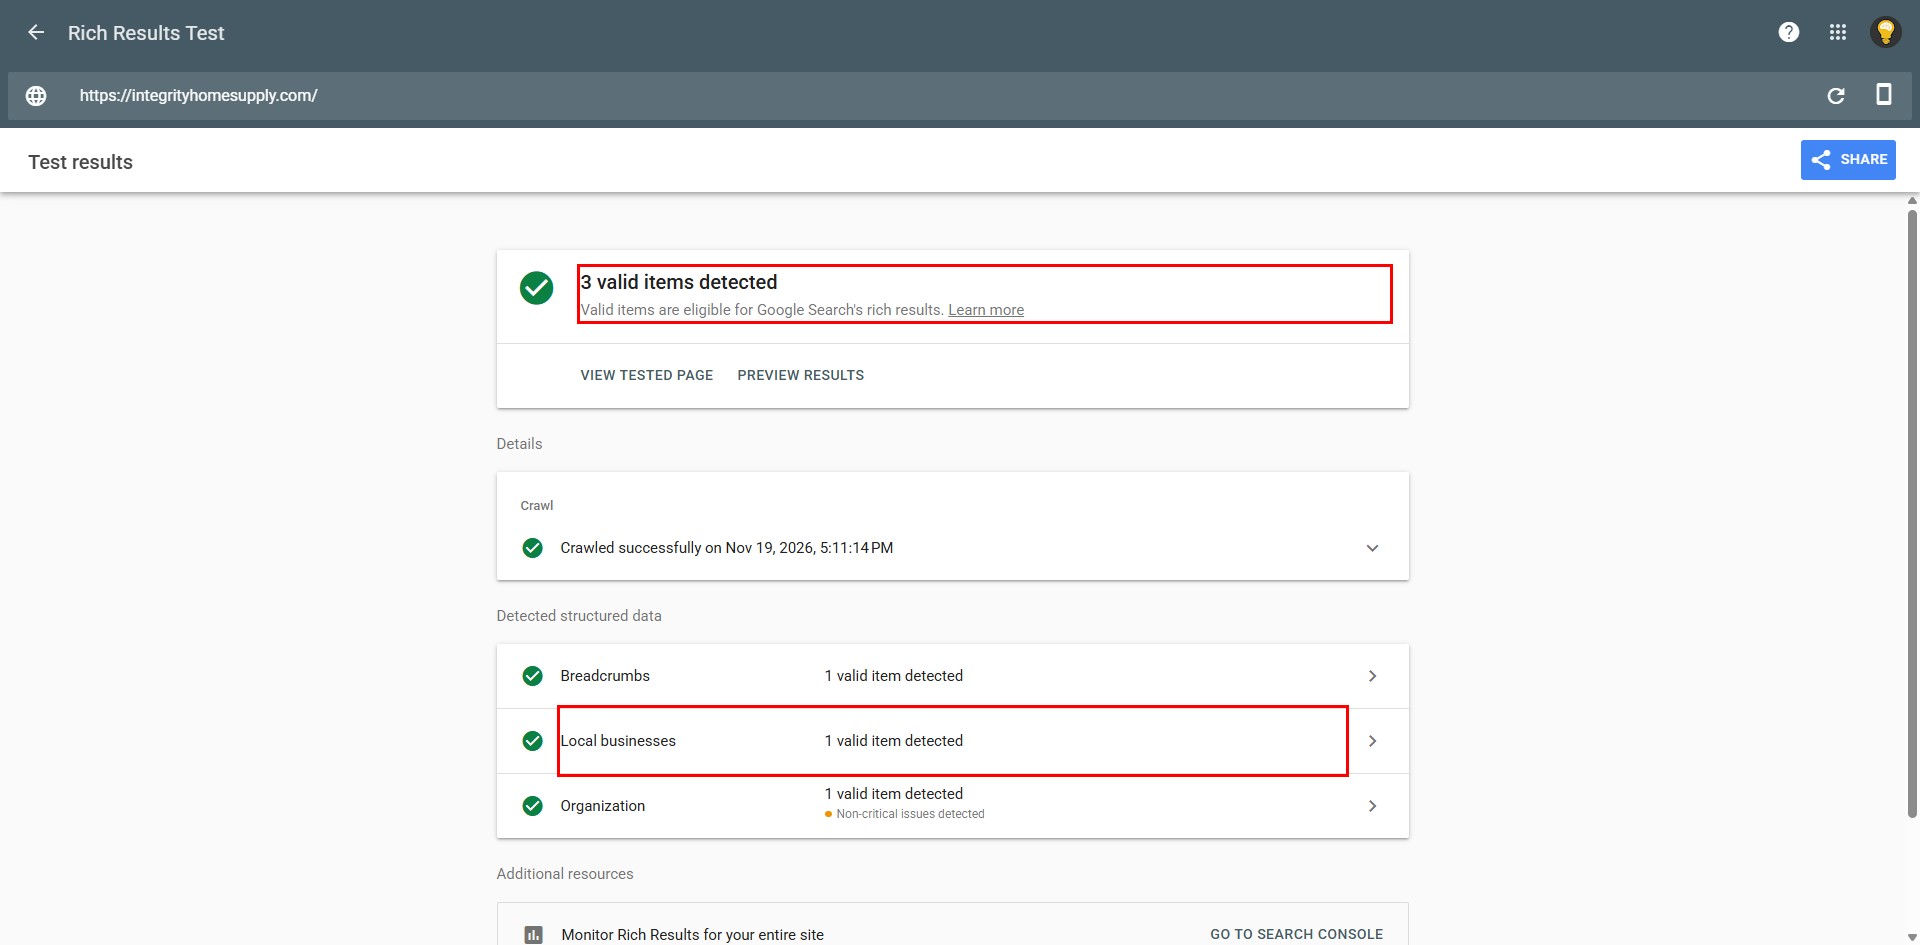 Rich Results Test
https://integrityhomesupply.com/
Test results
SHARE
3 valid items detected
Valid items are eligible for Google Search's rich results. Learn more
VIEW TESTED PAGE PREVIEW RESULTS
Details
Crawl
Crawled successfully on Nov 19, 2026, 5:11:14 PM
Detected structured data
Breadcrumbs 1 valid item detected
Local businesses 1 valid item detected
Organization 1 valid item detected
Non-critical issues detected
Additional resources
Monitor Rich Results for your entire site GO TO SEARCH CONSOLE